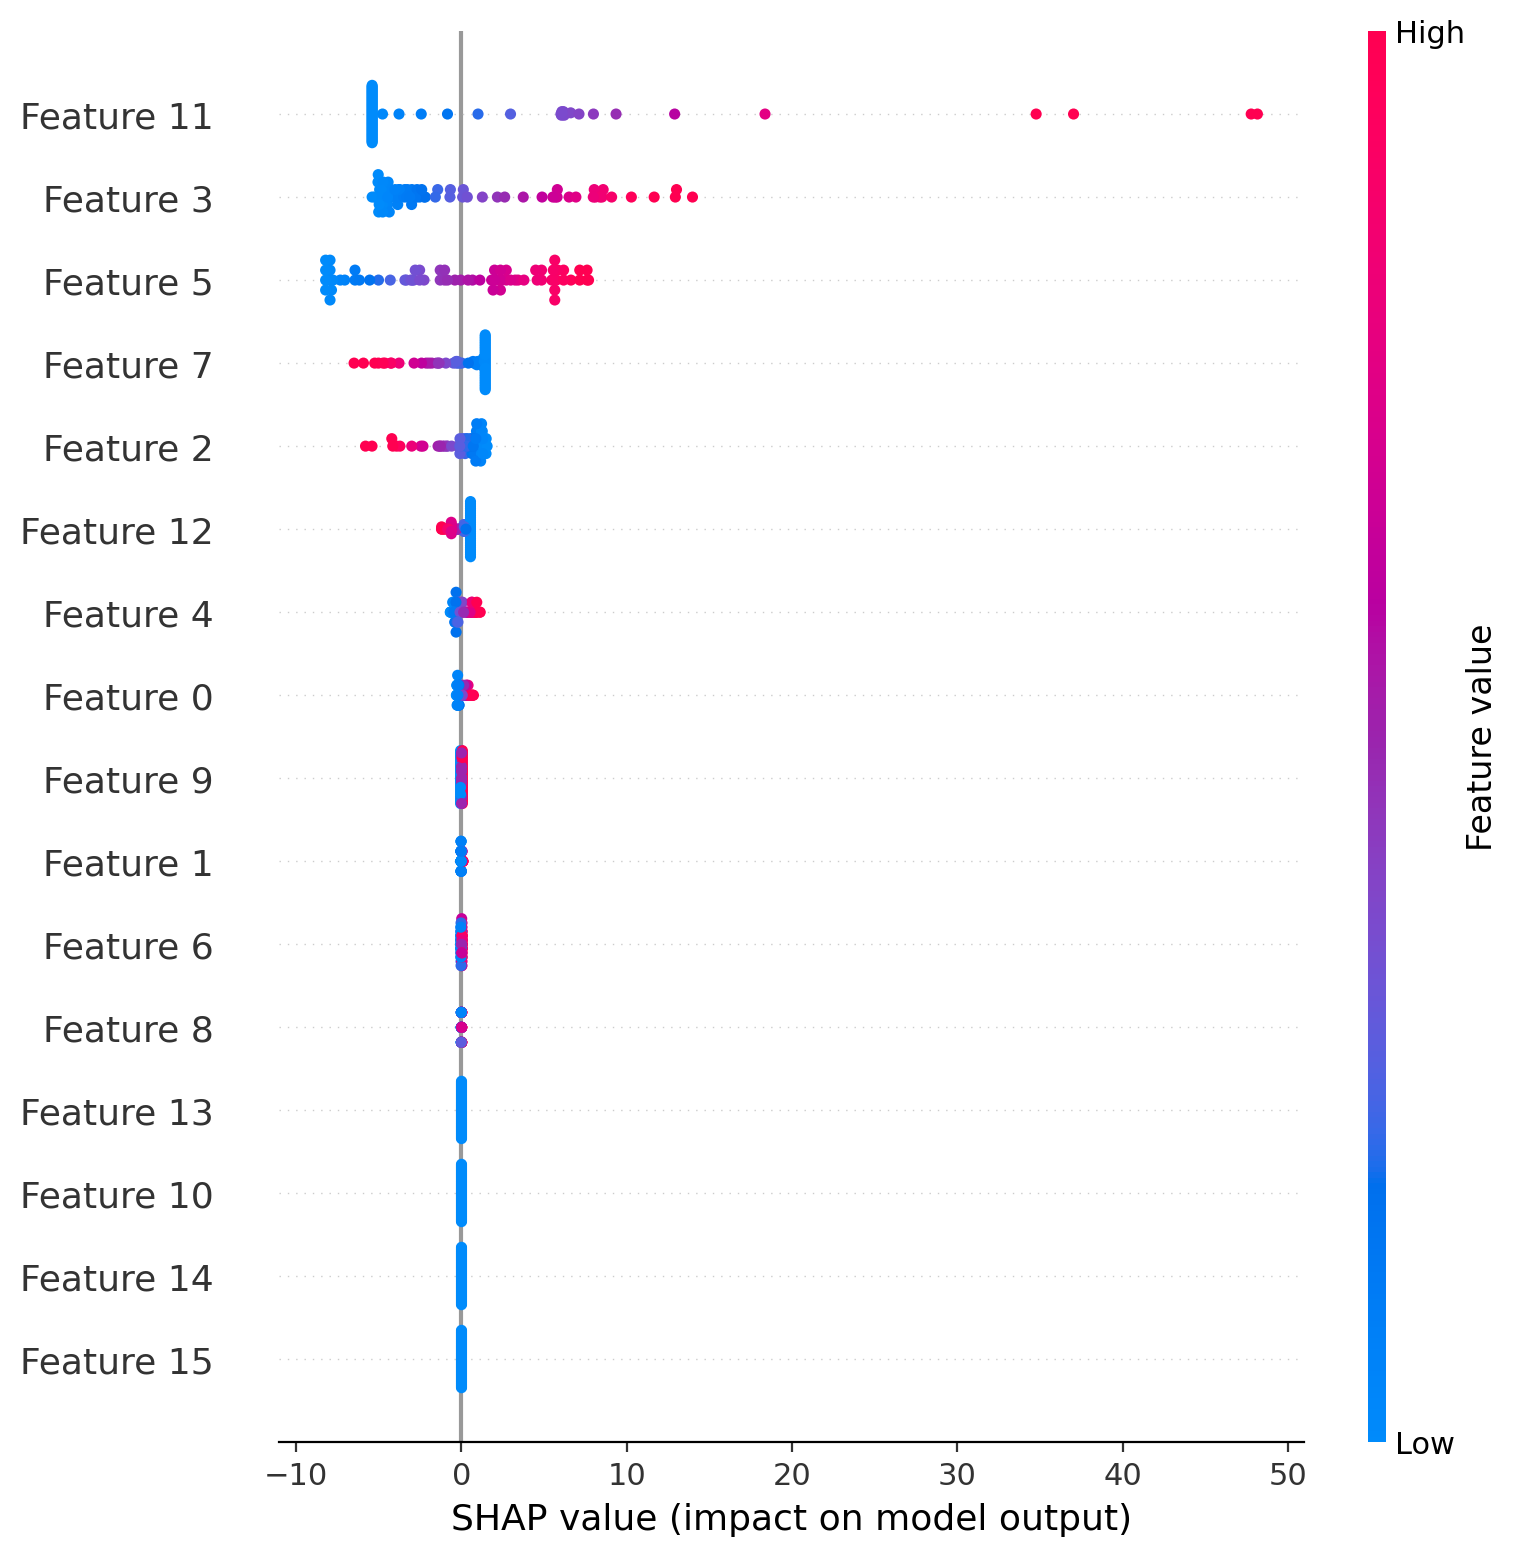 High
Feature 11
Feature 3
Feature 5
Feature 7
Feature 2
Feature 12
Feature 4
Feature 0
Feature 9
Feature 1
Feature 6
Feature 8
Feature 13
Feature 10
Feature 14
Feature 15
Feature value
Low
−10 0 10 20 30 40 50
SHAP value (impact on model output)